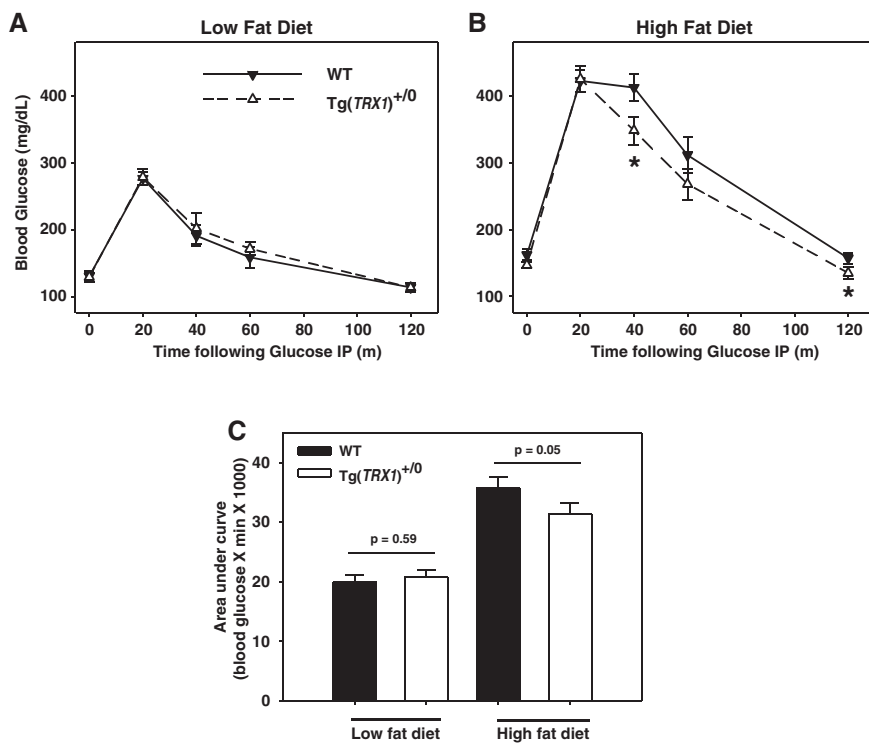 A
Low Fat Diet
WT
Tg(TRX1)+/0
Blood Glucose (mg/dL)
400
300
200
100
0
20
40
60
80
100
120
Time following Glucose IP (m)
B
High Fat Diet
400
300
200
100
*
*
0
20
40
60
80
100
120
Time following Glucose IP (m)
C
WT
Tg(TRX1)+/0
p = 0.05
p = 0.59
Area under curve
(blood glucose X min X 1000)
40
30
20
10
0
Low fat diet
High fat diet